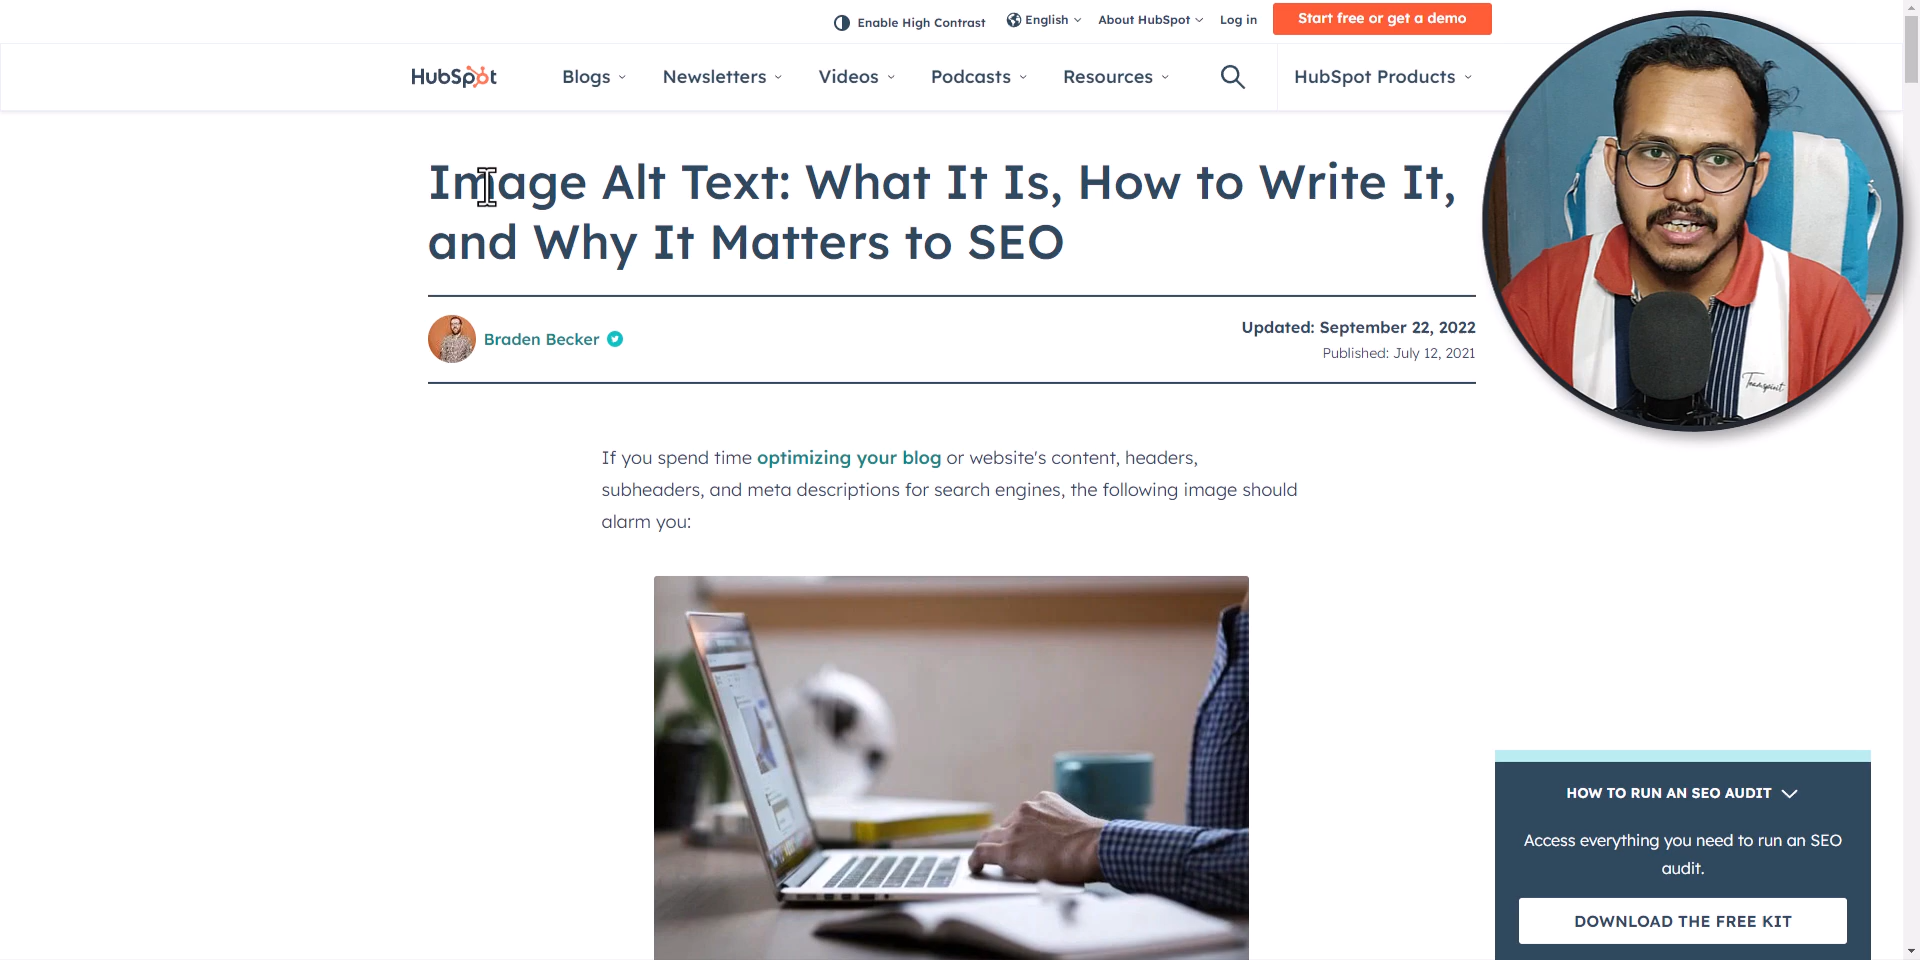 Enable High Contrast
English
About HubSpot
Log in
Start free or get a demo
HubSpot
Blogs
Newsletters
Videos
Podcasts
Resources
HubSpot Products
Image Alt Text: What It Is, How to Write It,
and Why It Matters to SEO
Braden Becker
Updated: September 22, 2022
Published: July 12, 2021
If you spend time optimizing your blog or website's content, headers,
subheaders, and meta descriptions for search engines, the following image should
alarm you:
HOW TO RUN AN SEO AUDIT
Access everything you need to run an SEO
audit.
DOWNLOAD THE FREE KIT